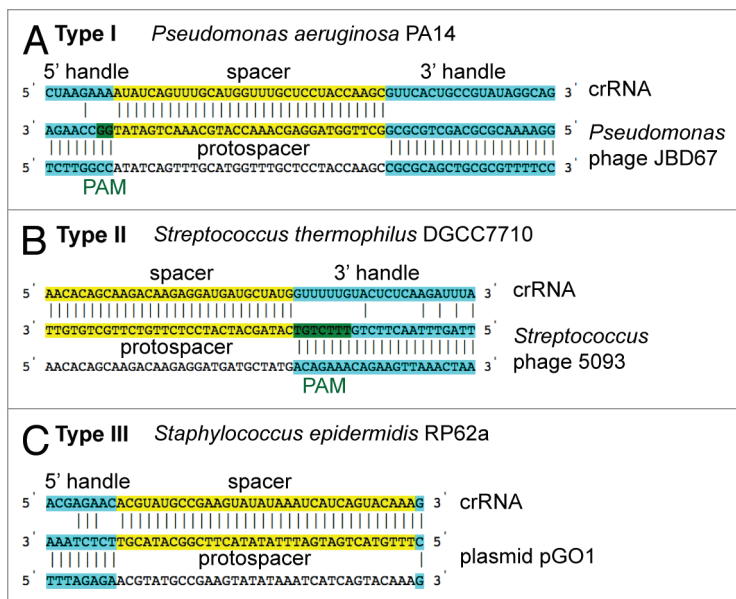 A Type I Pseudomonas aeruginosa PA14
5' handle spacer 3' handle
5' CUAAGAAAAUAUCAGUUUGCAUGGUUUGCUCCUACCAAGCGUUCACUGCCGUAUAGGCAG 3' crRNA
3' AGAACCGGTATAGTCAAACGTACCAAACGAGGATGGTTCGGCGCGTCGACGCGCAAAAGG 5' Pseudomonas
protospacer phage JBD67
5' TCTTGGCCATATCAGTTTGCATGGTTTGCTCCTACCAAGCCGCGCAGCTGCGCGTTTTCC 3'
PAM
B Type II Streptococcus thermophilus DGCC7710
spacer 3' handle
5' AACACAGCAAGACAAGAGGAUGAUGCUAUGGUUUUUGUACUCUCAAGAUUUA 3' crRNA
3' TTGTGTCGTTCTGTTCTCCTACTACGATACTGTCTTTGTCTTCAATTTGATT 5' Streptococcus
protospacer phage 5093
5' AACACAGCAAGACAAGAGGATGATGCTATGACAGAAACAGAAGTTAAACTAA 3'
PAM
C Type III Staphylococcus epidermidis RP62a
5' handle spacer
5' ACGAGAACACGUAUGCCGAAGUAUAUAAAUCAUCAGUACAAAG 3' crRNA
3' AAATCTCTTGCATACGGCTTCATATATTTAGTAGTCATGTTTC 5'
protospacer plasmid pGO1
5' TTTAGAGAACGTATGCCGAAGTATATAAATCATCAGTACAAAG 3'